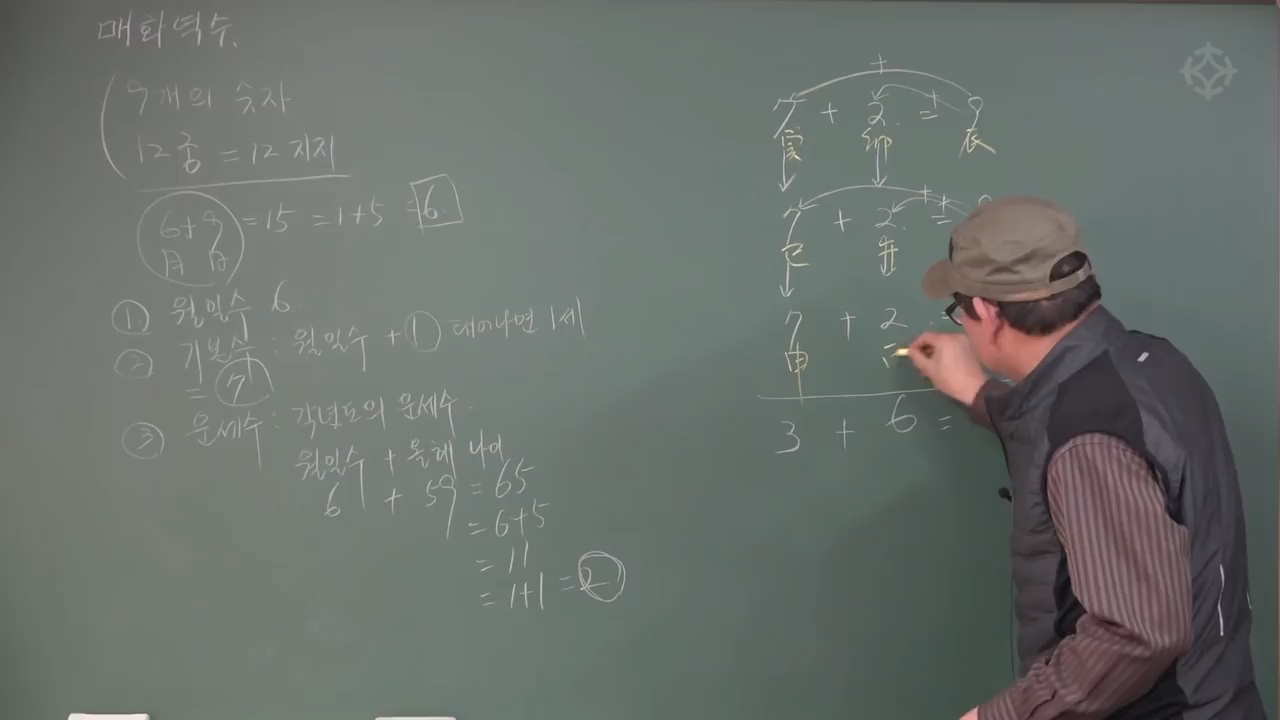 매화역수.
9개의 숫자
12종 = 12 지지
6+9 = 15 = 1+5 = 6
月 日
① 월일수 6
② 기본수 : 월일수 + ① 태어나면 1세
= 7
③ 운세수 : 각년도의 운세수.
월일수 + 올해 나이
6 + 59 = 65
= 6+5
= 11
= 1+1 = 2
+
7 + 2 = 9
寅 卯 辰
+
7 + 2 =
巳 午
7 + 2 =
申
3 + 6 =